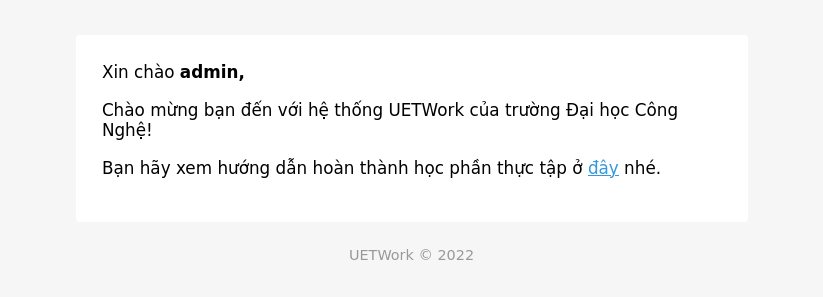 Xin chào admin,
Chào mừng bạn đến với hệ thống UETWork của trường Đại học Công
Nghệ!
Bạn hãy xem hướng dẫn hoàn thành học phần thực tập ở đây nhé.
UETWork © 2022